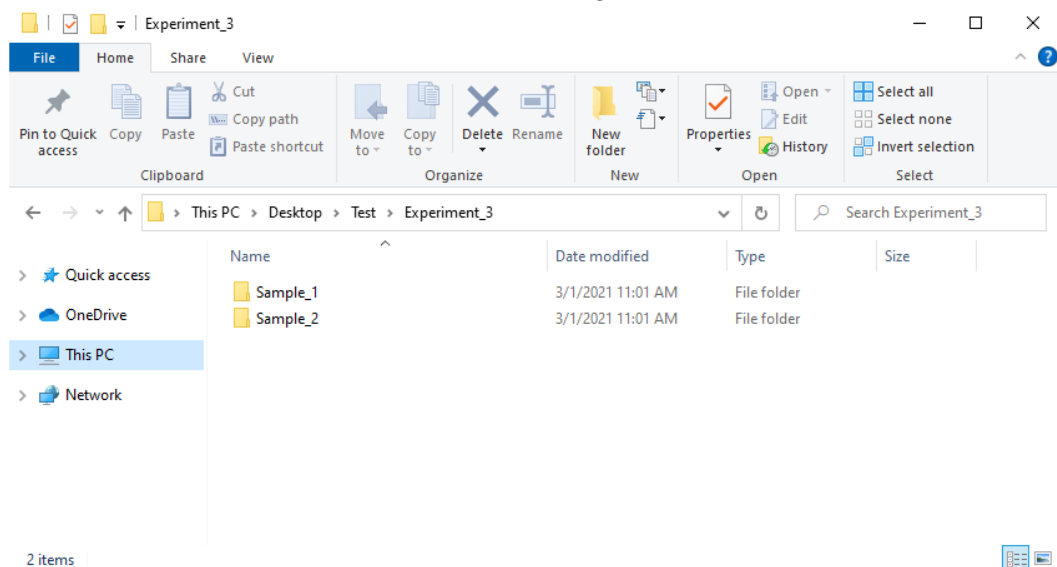 Experiment_3
File Home Share View
Pin to Quick access
Copy
Paste
Cut
Copy path
Paste shortcut
Clipboard
Move to
Copy to
Delete
Rename
Organize
New folder
New
Properties
Open
Edit
History
Open
Select all
Select none
Invert selection
Select
This PC > Desktop > Test > Experiment_3
Search Experiment_3
Name Date modified Type Size
Quick access
OneDrive
This PC
Network
Sample_1 3/1/2021 11:01 AM File folder
Sample_2 3/1/2021 11:01 AM File folder
2 items